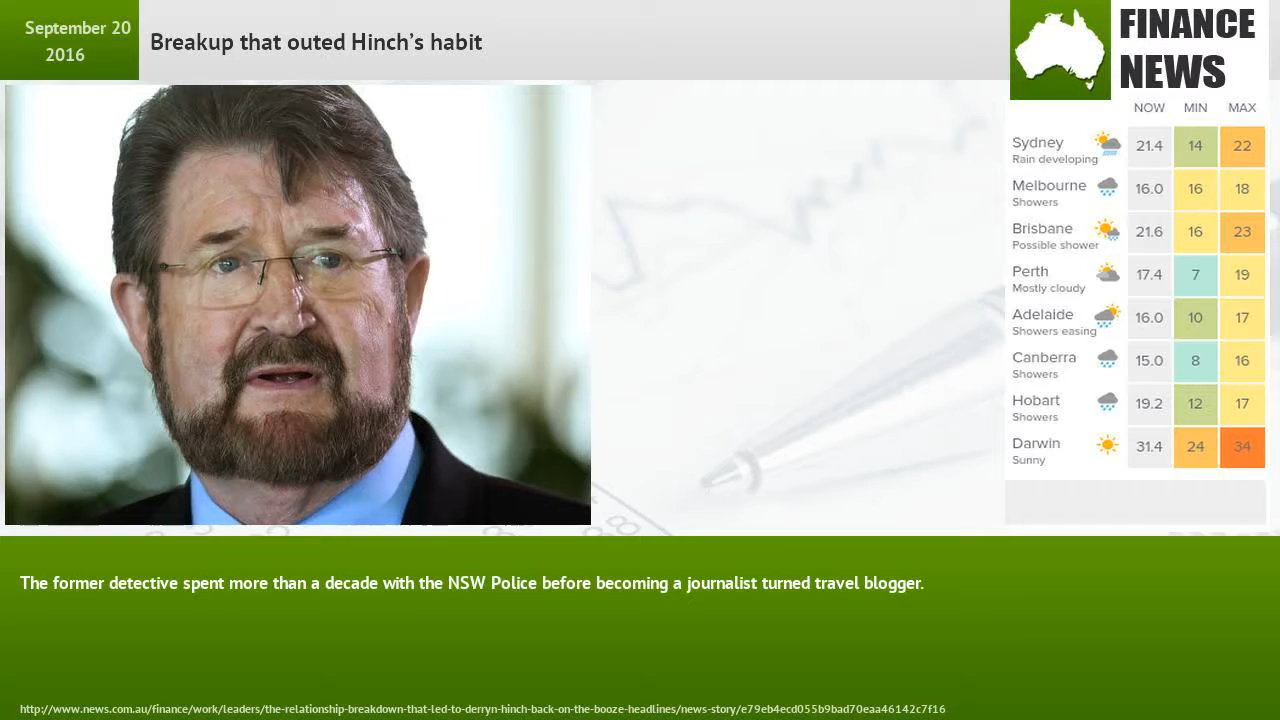 September 20
2016
Breakup that outed Hinch's habit
FINANCE
NEWS
NOW MIN MAX
Sydney
Rain developing
21.4 14 22
Melbourne
Showers
16.0 16 18
Brisbane
Possible shower
21.6 16 23
Perth
Mostly cloudy
17.4 7 19
Adelaide
Showers easing
16.0 10 17
Canberra
Showers
15.0 8 16
Hobart
Showers
19.2 12 17
Darwin
Sunny
31.4 24 34
The former detective spent more than a decade with the NSW Police before becoming a journalist turned travel blogger.
http://www.news.com.au/finance/work/leaders/the-relationship-breakdown-that-led-to-derryn-hinch-back-on-the-booze-headlines/news-story/e79eb4ecd055b9bad70eaa46142c7f16